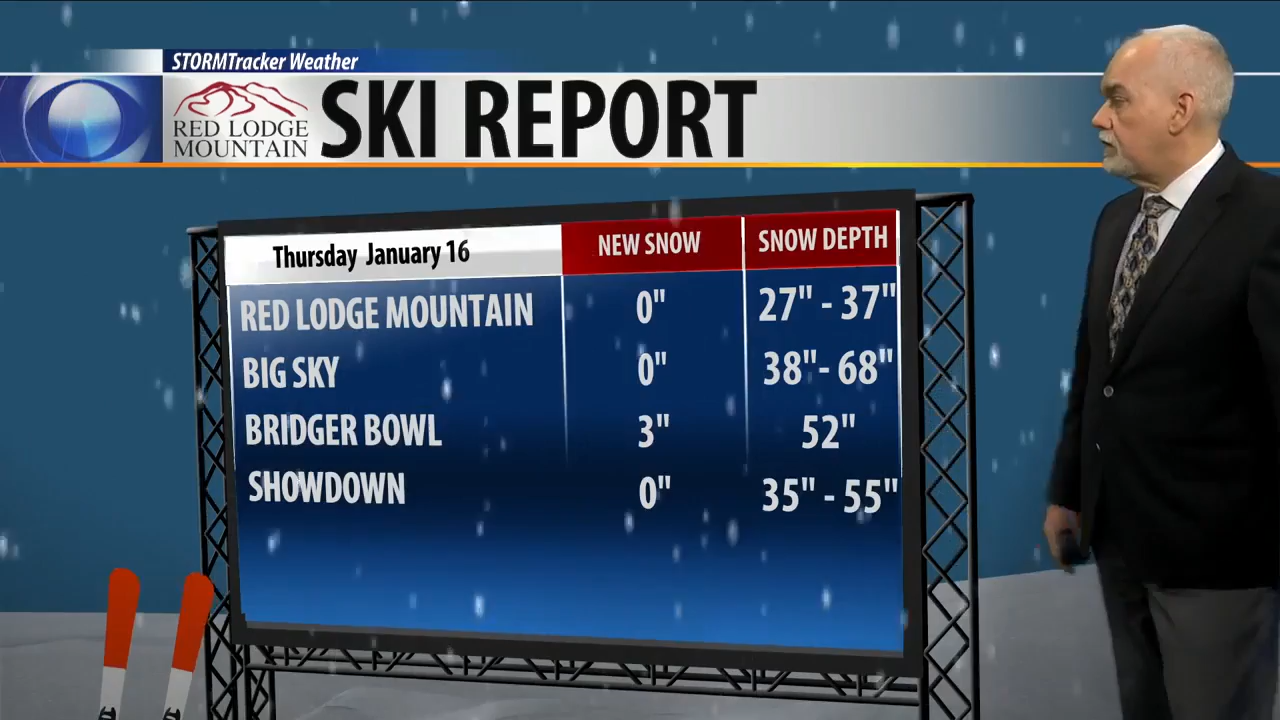 STORMTracker Weather
RED LODGE
MOUNTAIN
SKI REPORT
Thursday January 16 NEW SNOW SNOW DEPTH
RED LODGE MOUNTAIN 0" 27" - 37"
BIG SKY 0" 38"- 68"
BRIDGER BOWL 3" 52"
SHOWDOWN 0" 35" - 55"